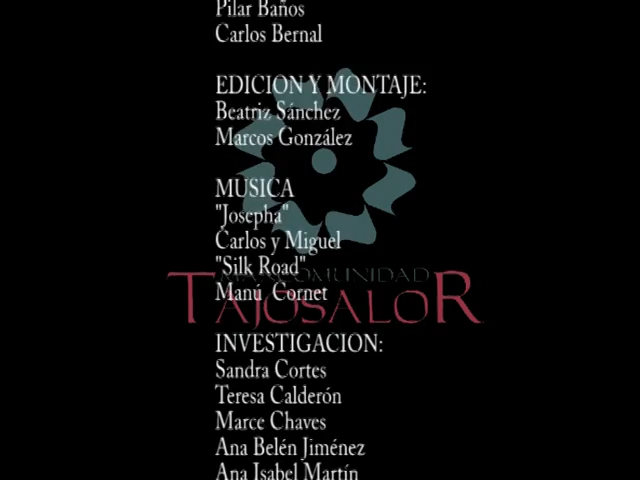 Pilar Baños
Carlos Bernal
EDICION Y MONTAJE:
Beatriz Sánchez
Marcos González
MUSICA
"Josepha"
Carlos y Miguel
"Silk Road"
MANCOMUNIDAD
Manú Cornet
TAJOSALOR
INVESTIGACION:
Sandra Cortes
Teresa Calderón
Marce Chaves
Ana Belén Jiménez
Ana Isabel Martín